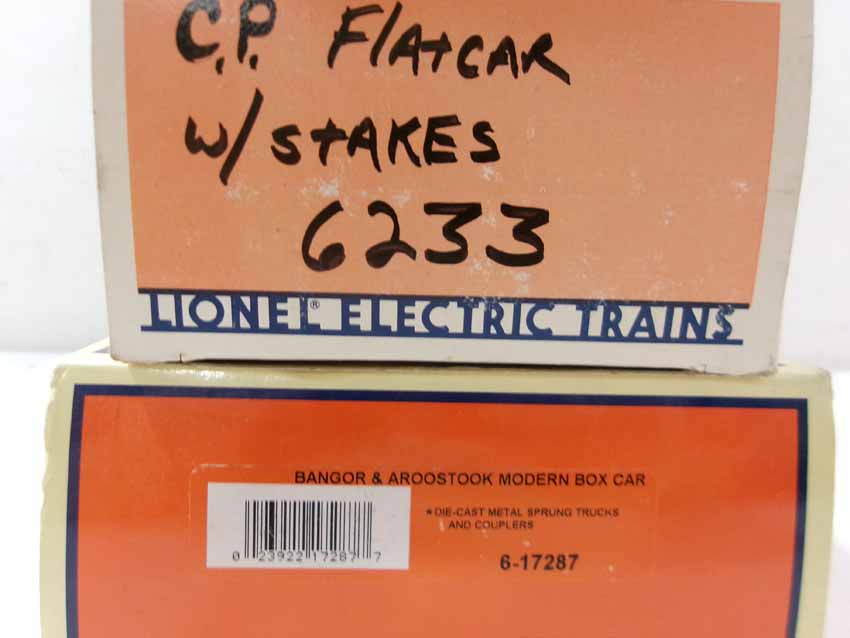 C.P. FlAtCAR
w/ stAKES
6233
LIONEL® ELECTRIC TRAINS
BANGOR & AROOSTOOK MODERN BOX CAR
★DIE-CAST METAL SPRUNG TRUCKS
AND COUPLERS
0 23922 17287 7
6-17287